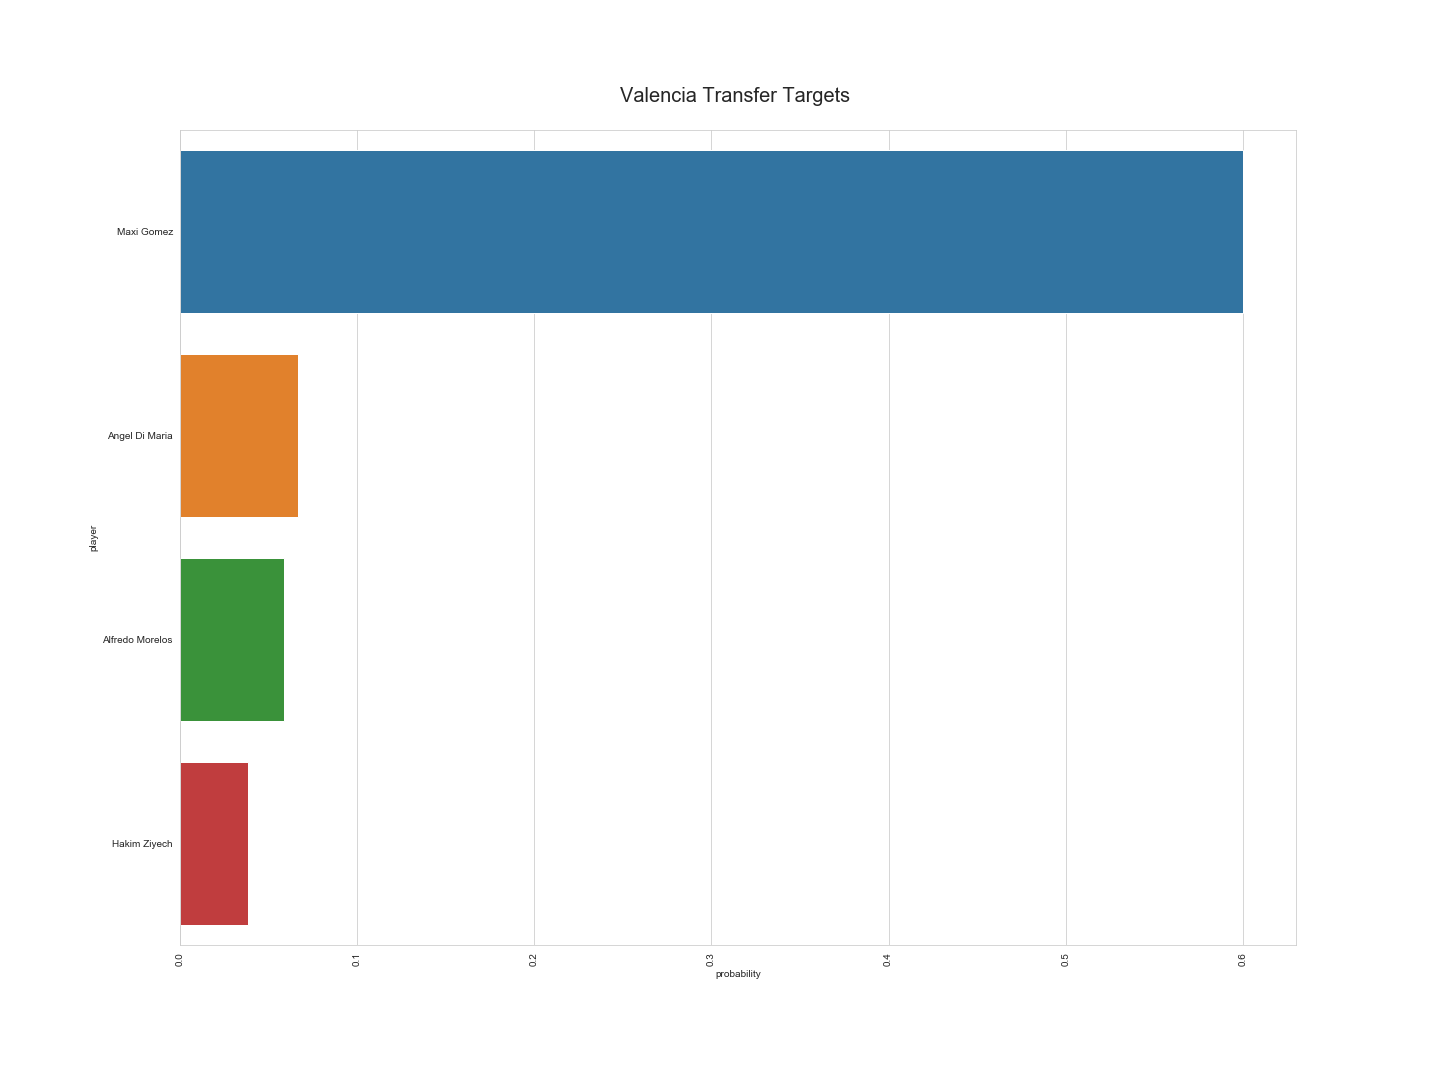 Valencia Transfer Targets
Maxi Gomez
Angel Di Maria
Alfredo Morelos
Hakim Ziyech
player
0.0
0.1
0.2
0.3
0.4
0.5
0.6
probability